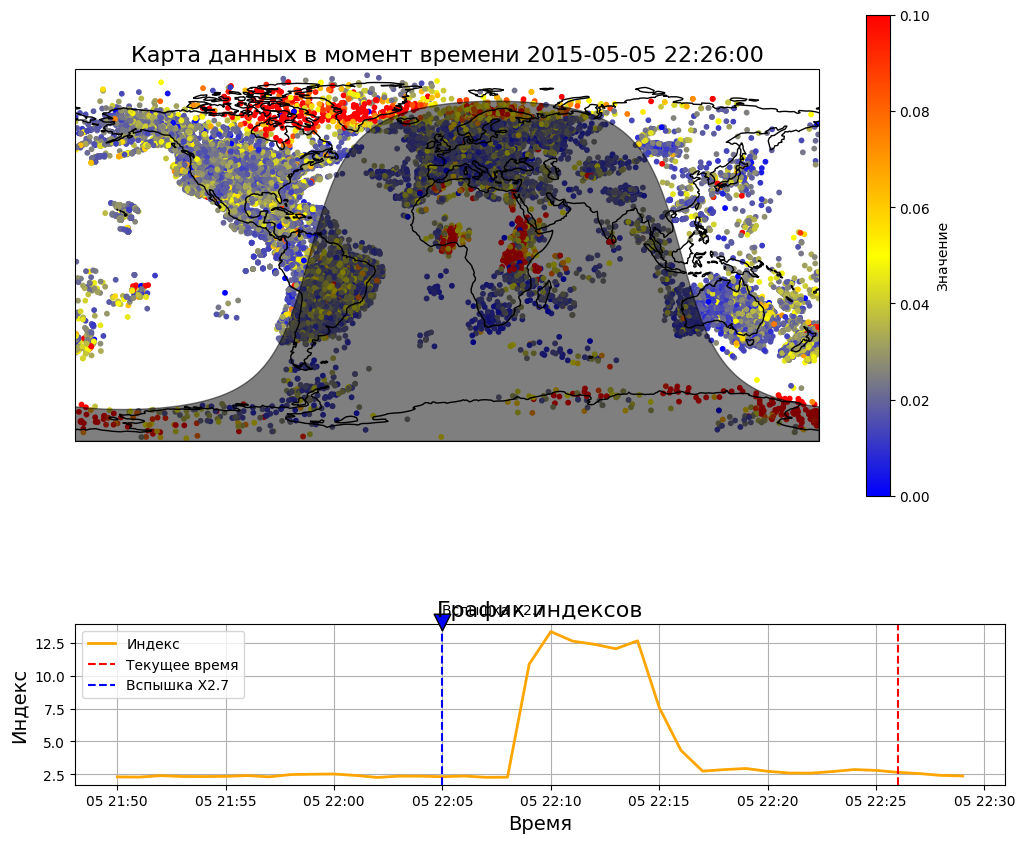 Карта данных в момент времени 2015-05-05 22:26:00
0.10
0.08
0.06
0.04
0.02
0.00
Значение
Вспышка X2.7
График индексов
Индекс
Текущее время
Вспышка X2.7
12.5
10.0
7.5
5.0
2.5
Индекс
05 21:50
05 21:55
05 22:00
05 22:05
05 22:10
05 22:15
05 22:20
05 22:25
05 22:30
Время